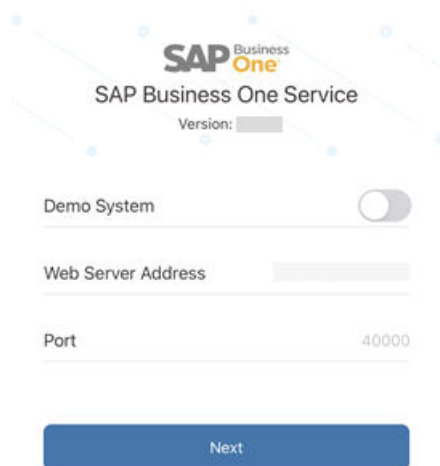 SAP Business One
SAP Business One Service
Version:
Demo System
Web Server Address
Port 40000
Next